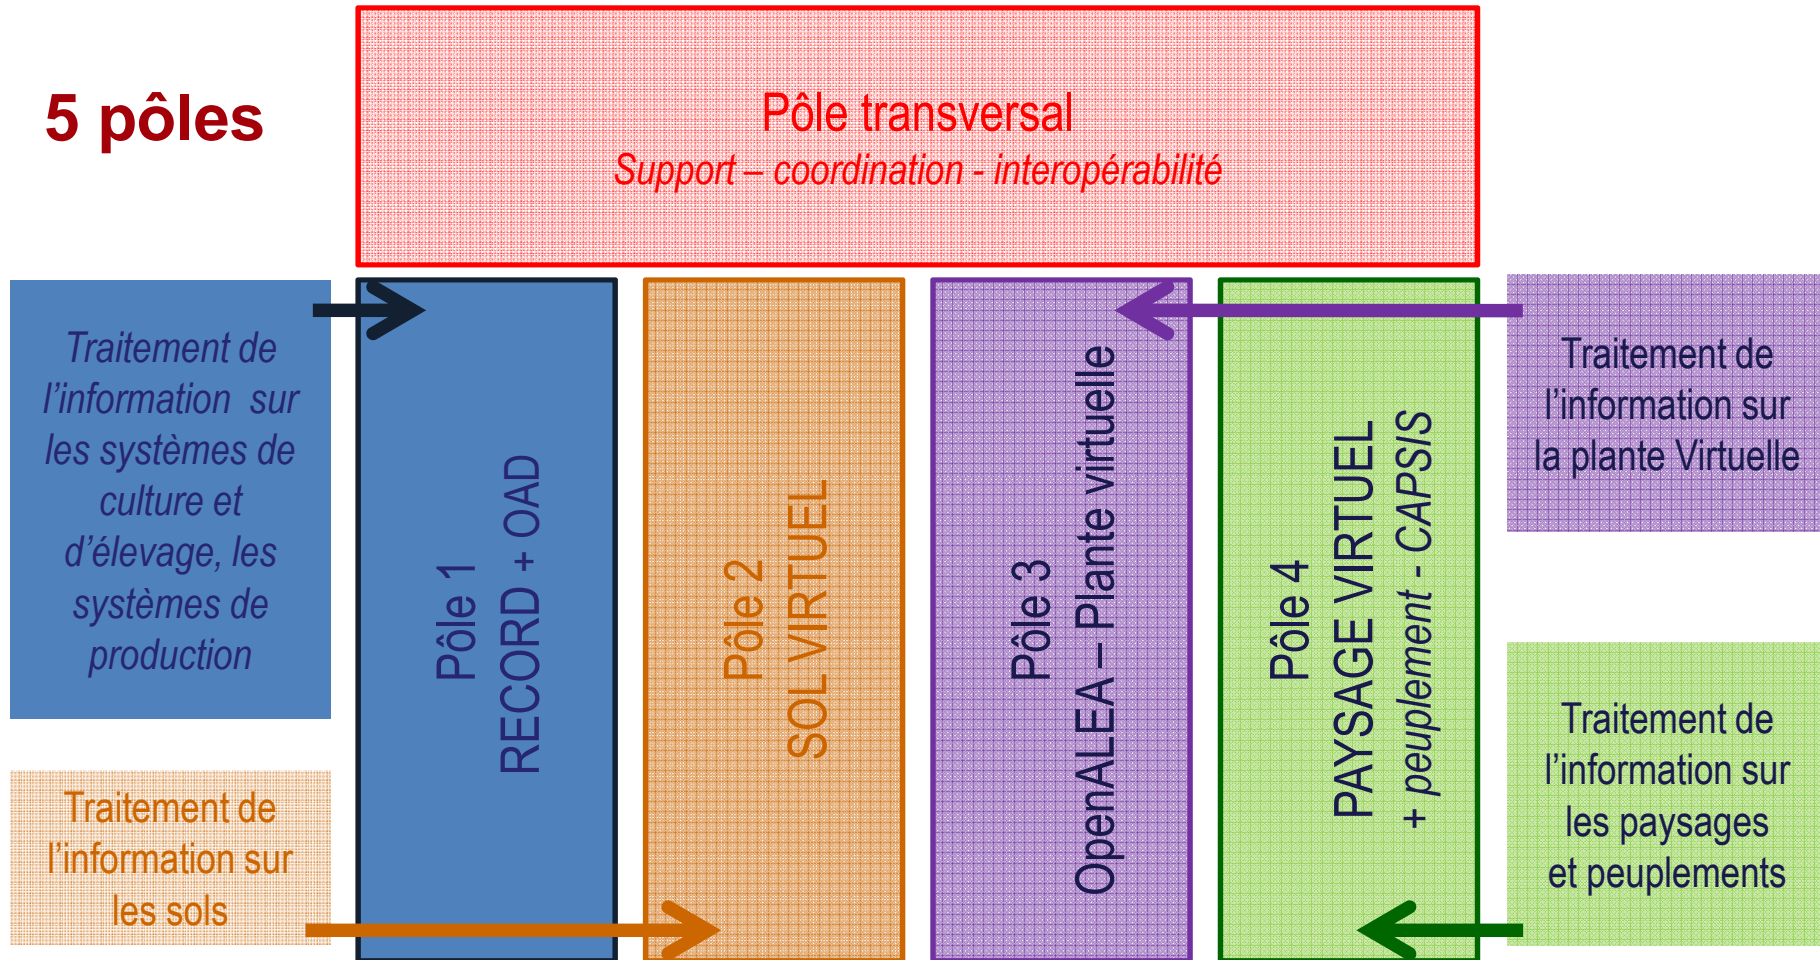 5 pôles
Pôle transversal
Support – coordination - interopérabilité
Traitement de
l’information sur
les systèmes de
culture et
d’élevage, les
systèmes de
production
Traitement de
l’information sur
les sols
Pôle 1
RECORD + OAD
Pôle 2
SOL VIRTUEL
Pôle 3
OpenALEA – Plante virtuelle
Pôle 4
PAYSAGE VIRTUEL
+ peuplement - CAPSIS
Traitement de
l’information sur
la plante Virtuelle
Traitement de
l’information sur
les paysages
et peuplements